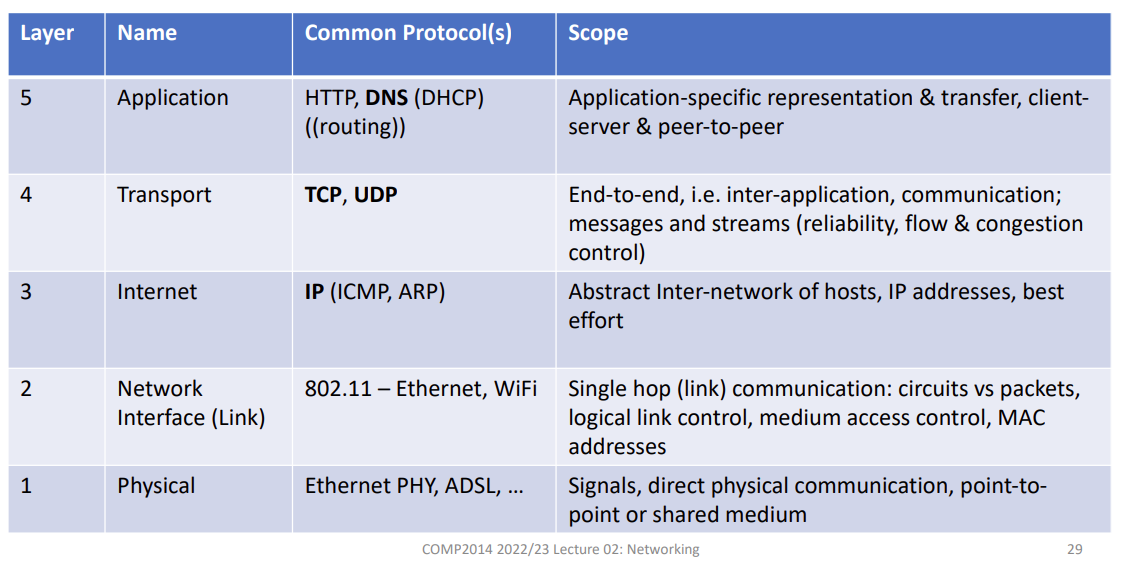 Layer Name Common Protocol(s) Scope
5 Application HTTP, DNS (DHCP) Application-specific representation & transfer, client-
((routing)) server & peer-to-peer
4 Transport TCP, UDP End-to-end, i.e. inter-application, communication;
messages and streams (reliability, flow & congestion
control)
3 Internet IP (ICMP, ARP) Abstract Inter-network of hosts, IP addresses, best
effort
2 Network 802.11 – Ethernet, WiFi Single hop (link) communication: circuits vs packets,
Interface (Link) logical link control, medium access control, MAC
addresses
1 Physical Ethernet PHY, ADSL, ... Signals, direct physical communication, point-to-
point or shared medium
COMP2014 2022/23 Lecture 02: Networking 29